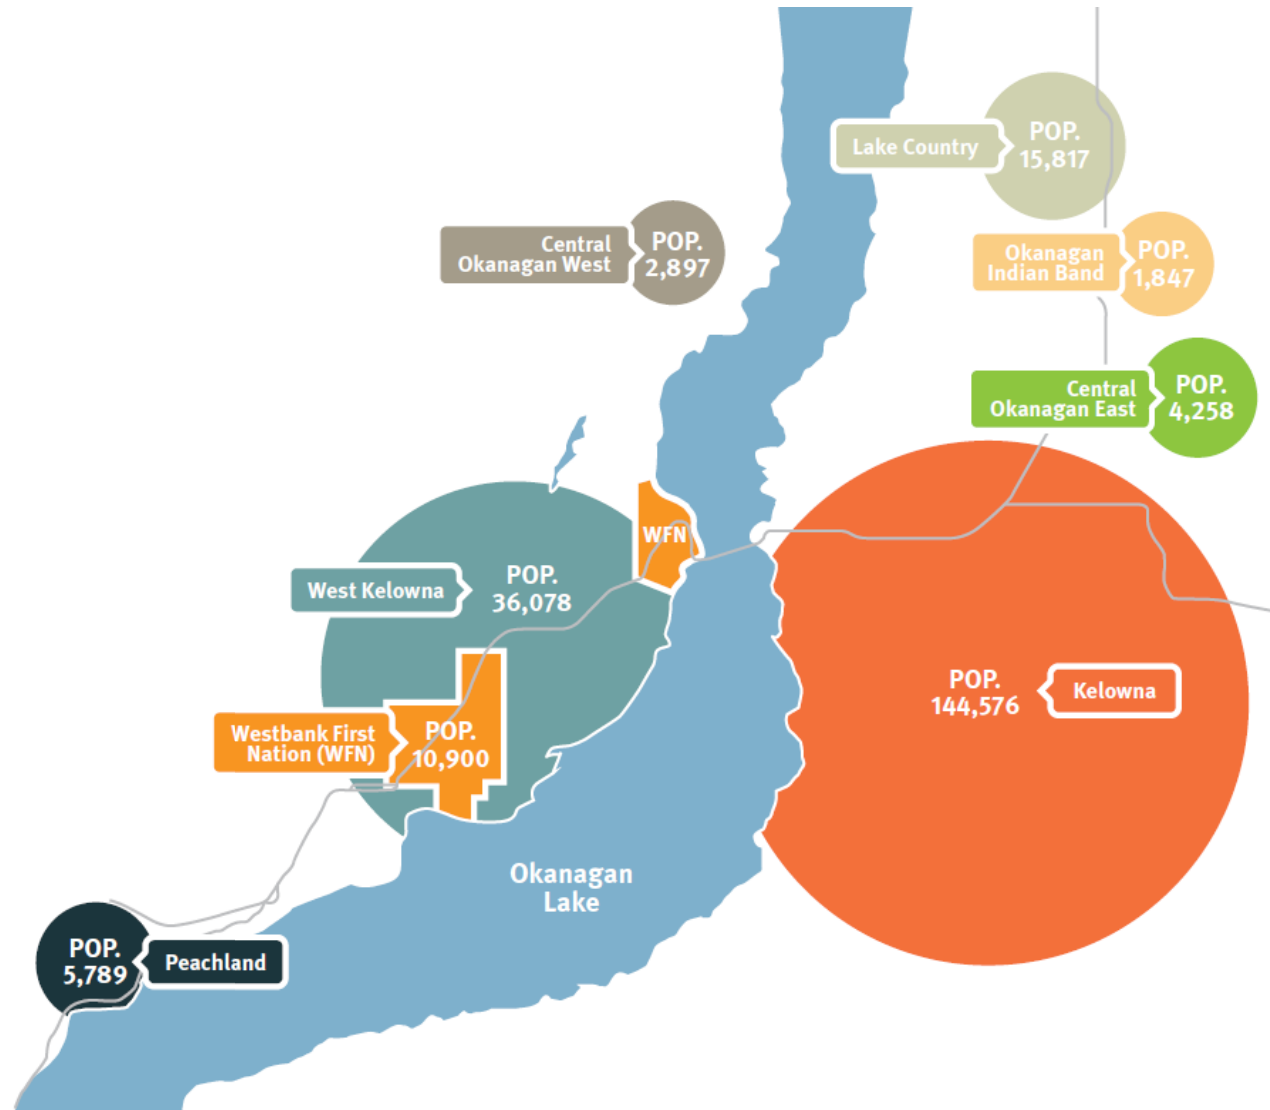 Lake Country
POP.
15,817
Central
Okanagan West
POP.
2,897
Okanagan
Indian Band
POP.
1,847
Central
Okanagan East
POP.
4,258
WFN
West Kelowna
POP.
36,078
POP.
144,576
Kelowna
Westbank First
Nation (WFN)
POP.
10,900
Okanagan
Lake
POP.
5,789
Peachland